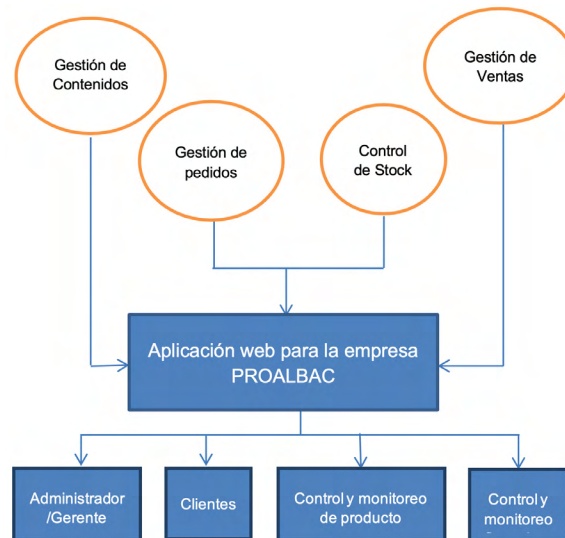 Gestión de
Contenidos
Gestión de
Ventas
Gestión de
pedidos
Control
de Stock
Aplicación web para la empresa
PROALBAC
Administrador
/Gerente
Clientes
Control y monitoreo
de producto
Control y
monitoreo